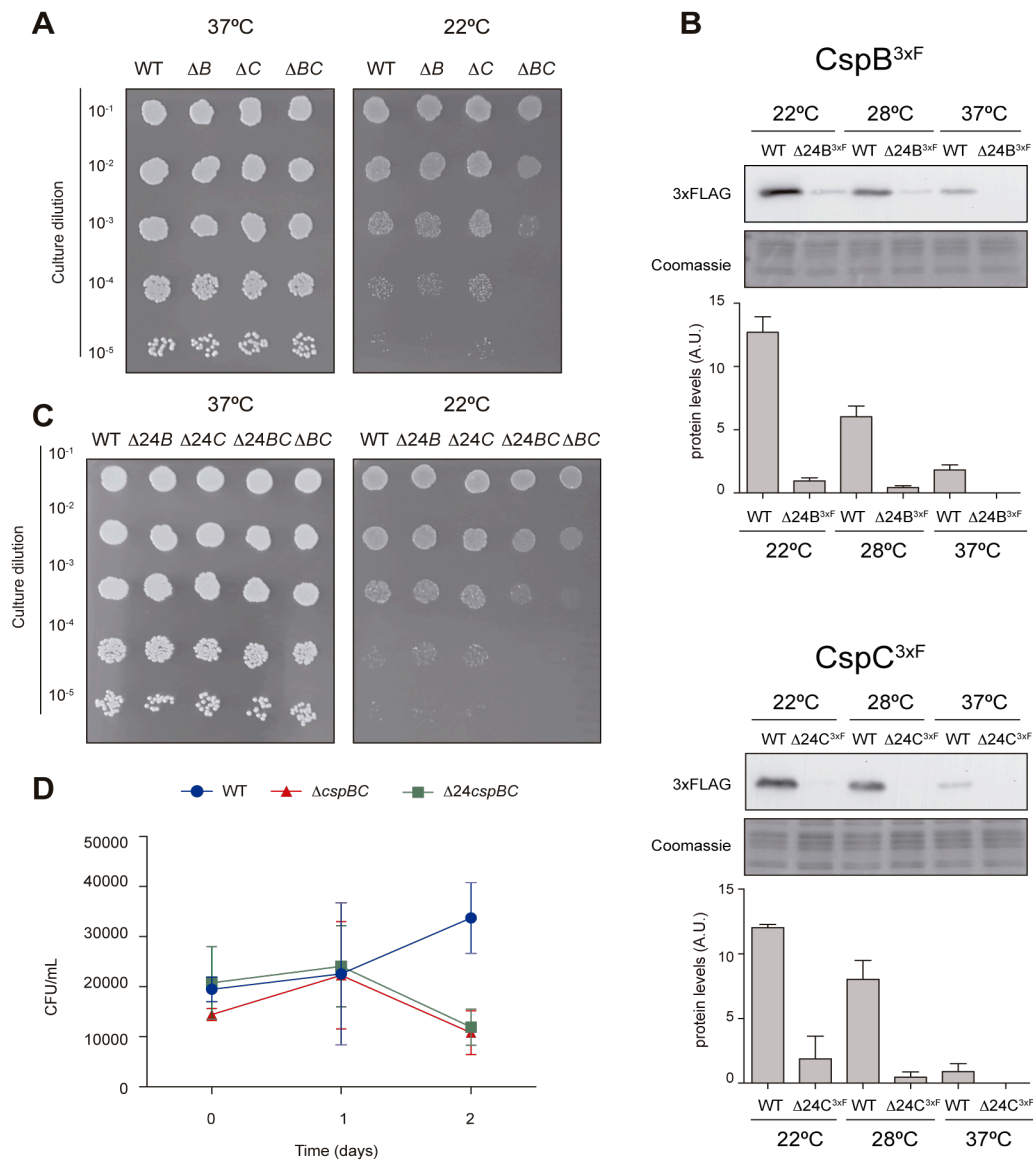 A
37ºC
22ºC
WT ΔB ΔC ΔBC
WT ΔB ΔC ΔBC
Culture dilution
10-1
10-2
10-3
10-4
10-5
B
CspB3xF
22ºC 28ºC 37ºC
WT Δ24B3xF WT Δ24B3xF WT Δ24B3xF
3xFLAG
Coomassie
protein levels (A.U.)
15
10
5
0
WT Δ24B3xF WT Δ24B3xF WT Δ24B3xF
22ºC 28ºC 37ºC
C
37ºC
22ºC
WT Δ24B Δ24C Δ24BC ΔBC
WT Δ24B Δ24C Δ24BC ΔBC
Culture dilution
10-1
10-2
10-3
10-4
10-5
CspC3xF
22ºC 28ºC 37ºC
WT Δ24C3xF WT Δ24C3xF WT Δ24C3xF
3xFLAG
Coomassie
protein levels (A.U.)
15
10
5
0
WT Δ24C3xF WT Δ24C3xF WT Δ24C3xF
22ºC 28ºC 37ºC
D
WT ΔcspBC Δ24cspBC
CFU/mL
50000
40000
30000
20000
10000
0
0 1 2
Time (days)